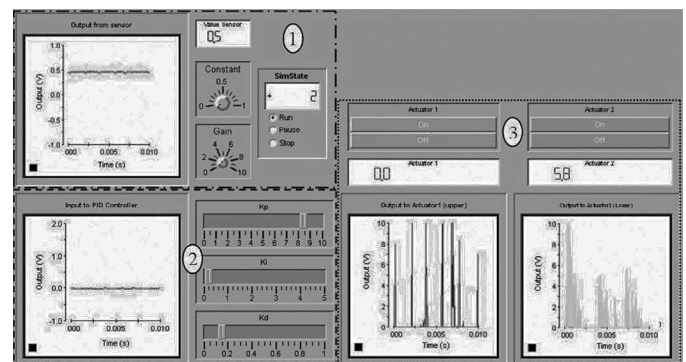 Output from sensor
1.0
0.5
0.0
-0.5
-1.0
Output (V)
000 0.005 0.010
Time (s)
Value Sensor
0,5
Constant
0.5
0 1
Gain
4 6
2 8
0 10
1
SimState
+ 2
Run
Pause
Stop
Input to PID Controller
2.0
1.0
0.0
-1.0
Output (V)
000 0.005 0.010
Time (s)
2
Kp
0 1 2 3 4 5 6 7 8 9 10
Ki
0 1 2 3 4 5
Kd
0 0.2 0.4 0.6 0.8 1
Actuator 1
On
Off
Actuator 1
0,0
3
Actuator 2
On
Off
Actuator 2
5,8
Output to Actuator1 (upper)
10
8
6
4
2
0
Output (V)
000 0.005 0.010
Time (s)
Output to Actuator2 (Lower)
10
8
6
4
2
0
Output (V)
000 0.005 0.010
Time (s)